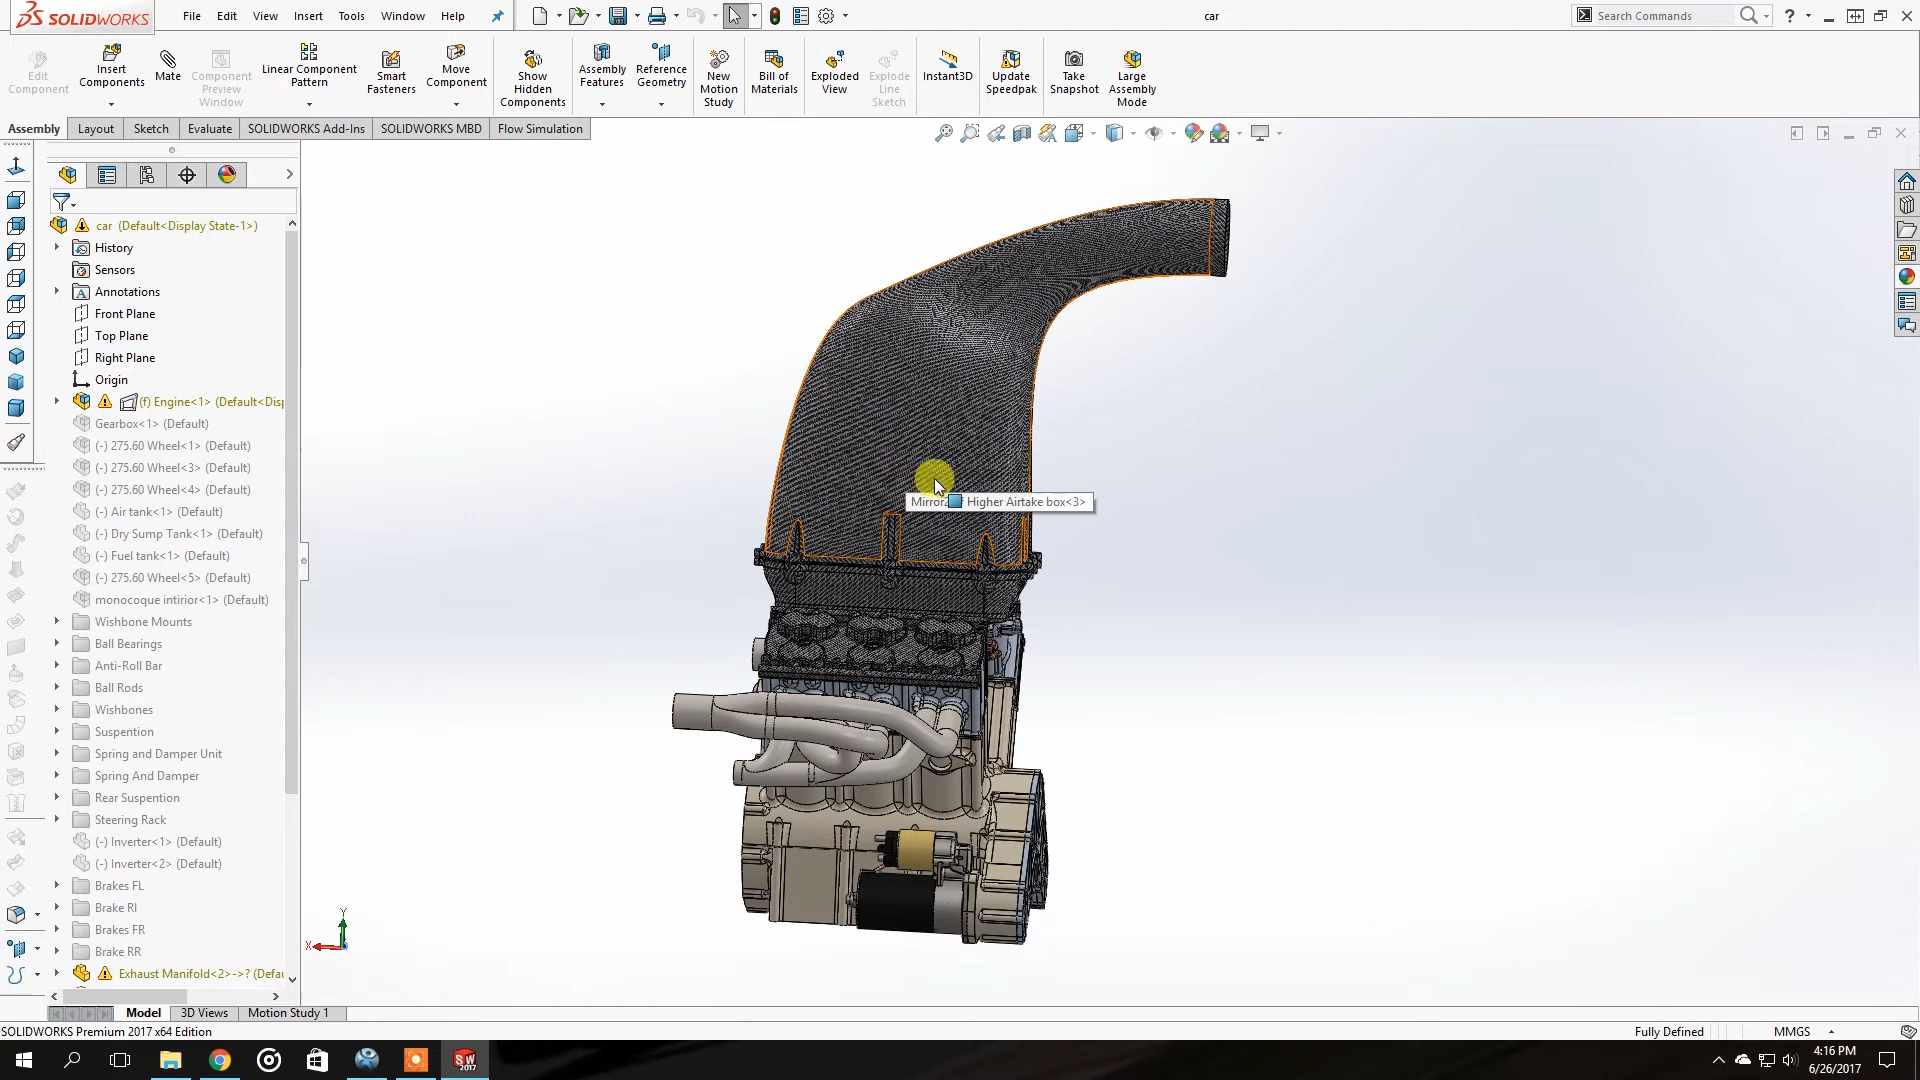 SOLIDWORKS
File Edit View Insert Tools Window Help
car
Search Commands
?
Edit Component
Insert Components
Mate
Component Preview Window
Linear Component Pattern
Smart Fasteners
Move Component
Show Hidden Components
Assembly Features
Reference Geometry
New Motion Study
Bill of Materials
Exploded View
Explode Line Sketch
Instant3D
Update Speedpak
Take Snapshot
Large Assembly Mode
Assembly Layout Sketch Evaluate SOLIDWORKS Add-Ins SOLIDWORKS MBD Flow Simulation
car (Default<Display State-1>)
History
Sensors
Annotations
Front Plane
Top Plane
Right Plane
Origin
(f) Engine<1> (Default<Disp
Gearbox<1> (Default)
(-) 275.60 Wheel<1> (Default)
(-) 275.60 Wheel<3> (Default)
(-) 275.60 Wheel<4> (Default)
(-) Air tank<1> (Default)
(-) Dry Sump Tank<1> (Default)
(-) Fuel tank<1> (Default)
(-) 275.60 Wheel<5> (Default)
monocoque intirior<1> (Default)
Wishbone Mounts
Ball Bearings
Anti-Roll Bar
Ball Rods
Wishbones
Suspention
Spring and Damper Unit
Spring And Damper
Rear Suspention
Steering Rack
(-) Inverter<1> (Default)
(-) Inverter<2> (Default)
Brakes FL
Brake Rl
Brakes FR
Brake RR
Exhaust Manifold<2>->? (Defau
Higher Airtake box<3>
Y
X
Model 3D Views Motion Study 1
SOLIDWORKS Premium 2017 x64 Edition
Fully Defined
MMGS
SW 2017
4:16 PM
6/26/2017